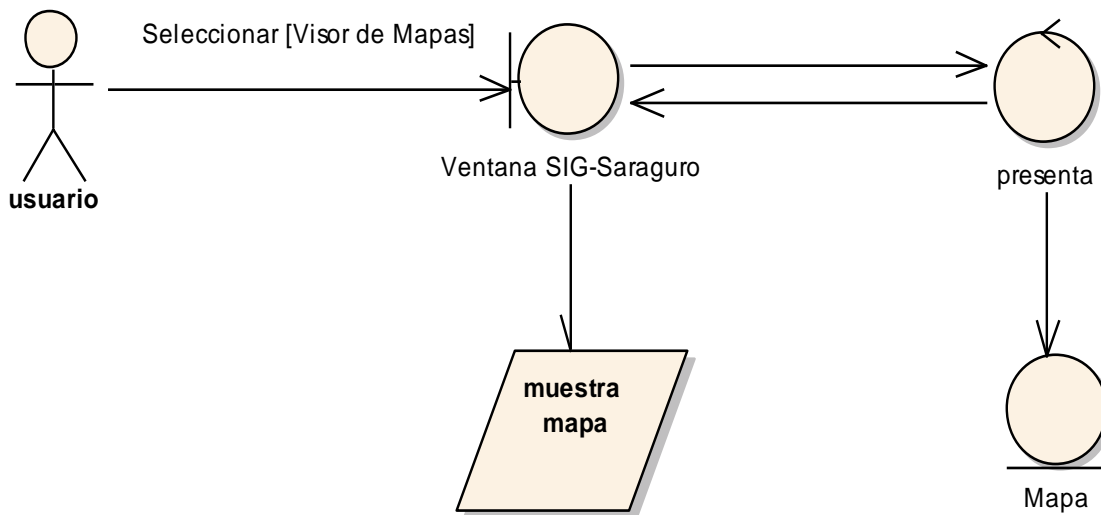 Seleccionar [Visor de Mapas]
usuario
Ventana SIG-Saraguro
presenta
muestra
mapa
Mapa